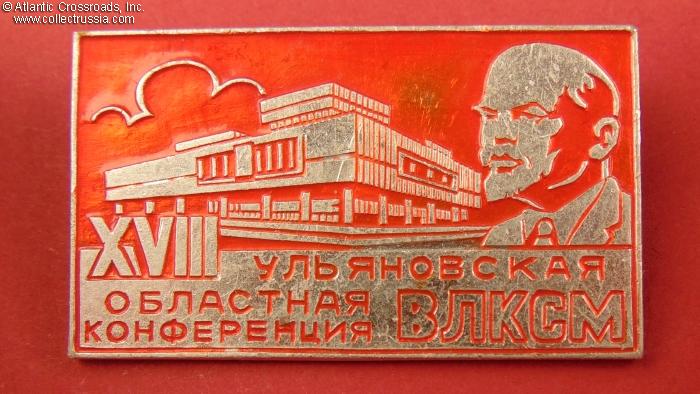 © Atlantic Crossroads, Inc.
www.collectrussia.com
XVIII УЛЬЯНОВСКАЯ
ОБЛАСТНАЯ
КОНФЕРЕНЦИЯ ВЛКСМ